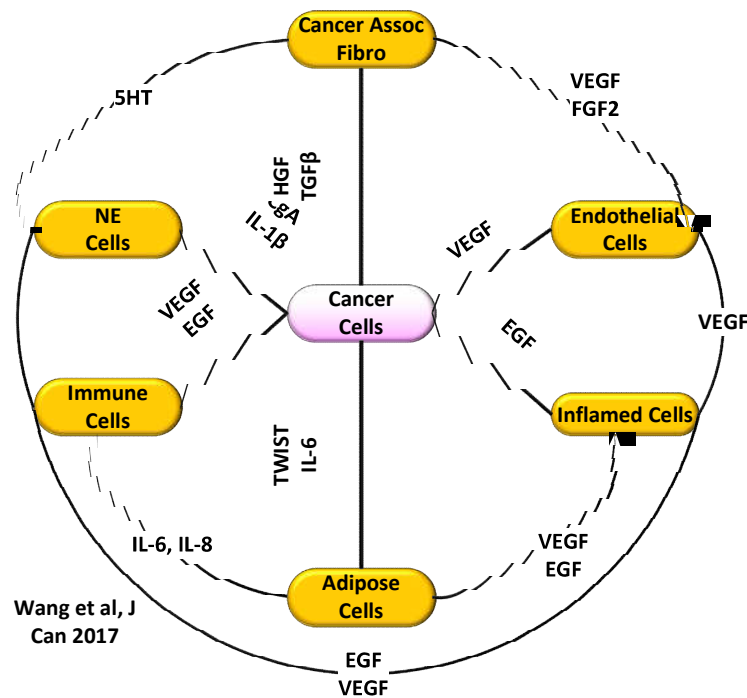 Cancer Assoc
Fibro
5HT
VEGF
FGF2
HGF
TGFβ
IL-1β
NE
Cells
Endothelial
Cells
VEGF
VEGF
EGF
Cancer
Cells
VEGF
EGF
Immune
Cells
Inflamed Cells
TWIST
IL-6
IL-6, IL-8
VEGF
EGF
Adipose
Cells
Wang et al, J
Can 2017
EGF
VEGF